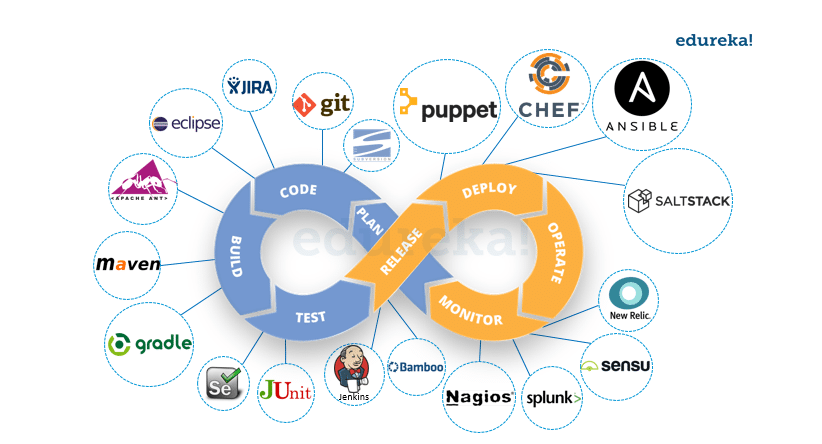 edureka!
JIRA
git
eclipse
SUBVERSION
puppet
CHEF
ANSIBLE
<APACHE ANT>
SALTSTACK
CODE
PLAN
DEPLOY
BUILD
edureka!
RELEASE
OPERATE
maven
TEST
MONITOR
New Relic.
gradle
Se
JUnit
Jenkins
Bamboo
Nagios®
splunk>
sensu